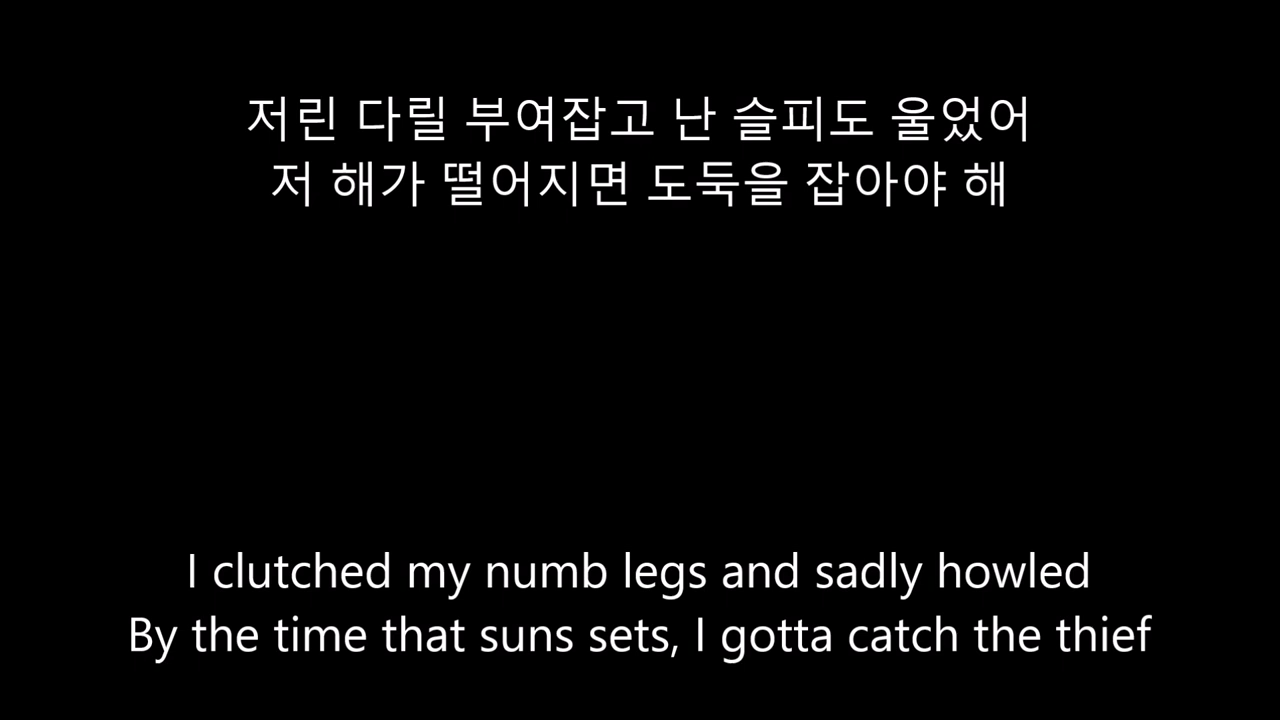 저린 다릴 부여잡고 난 슬피도 울었어
저 해가 떨어지면 도둑을 잡아야 해
I clutched my numb legs and sadly howled
By the time that suns sets, I gotta catch the thief